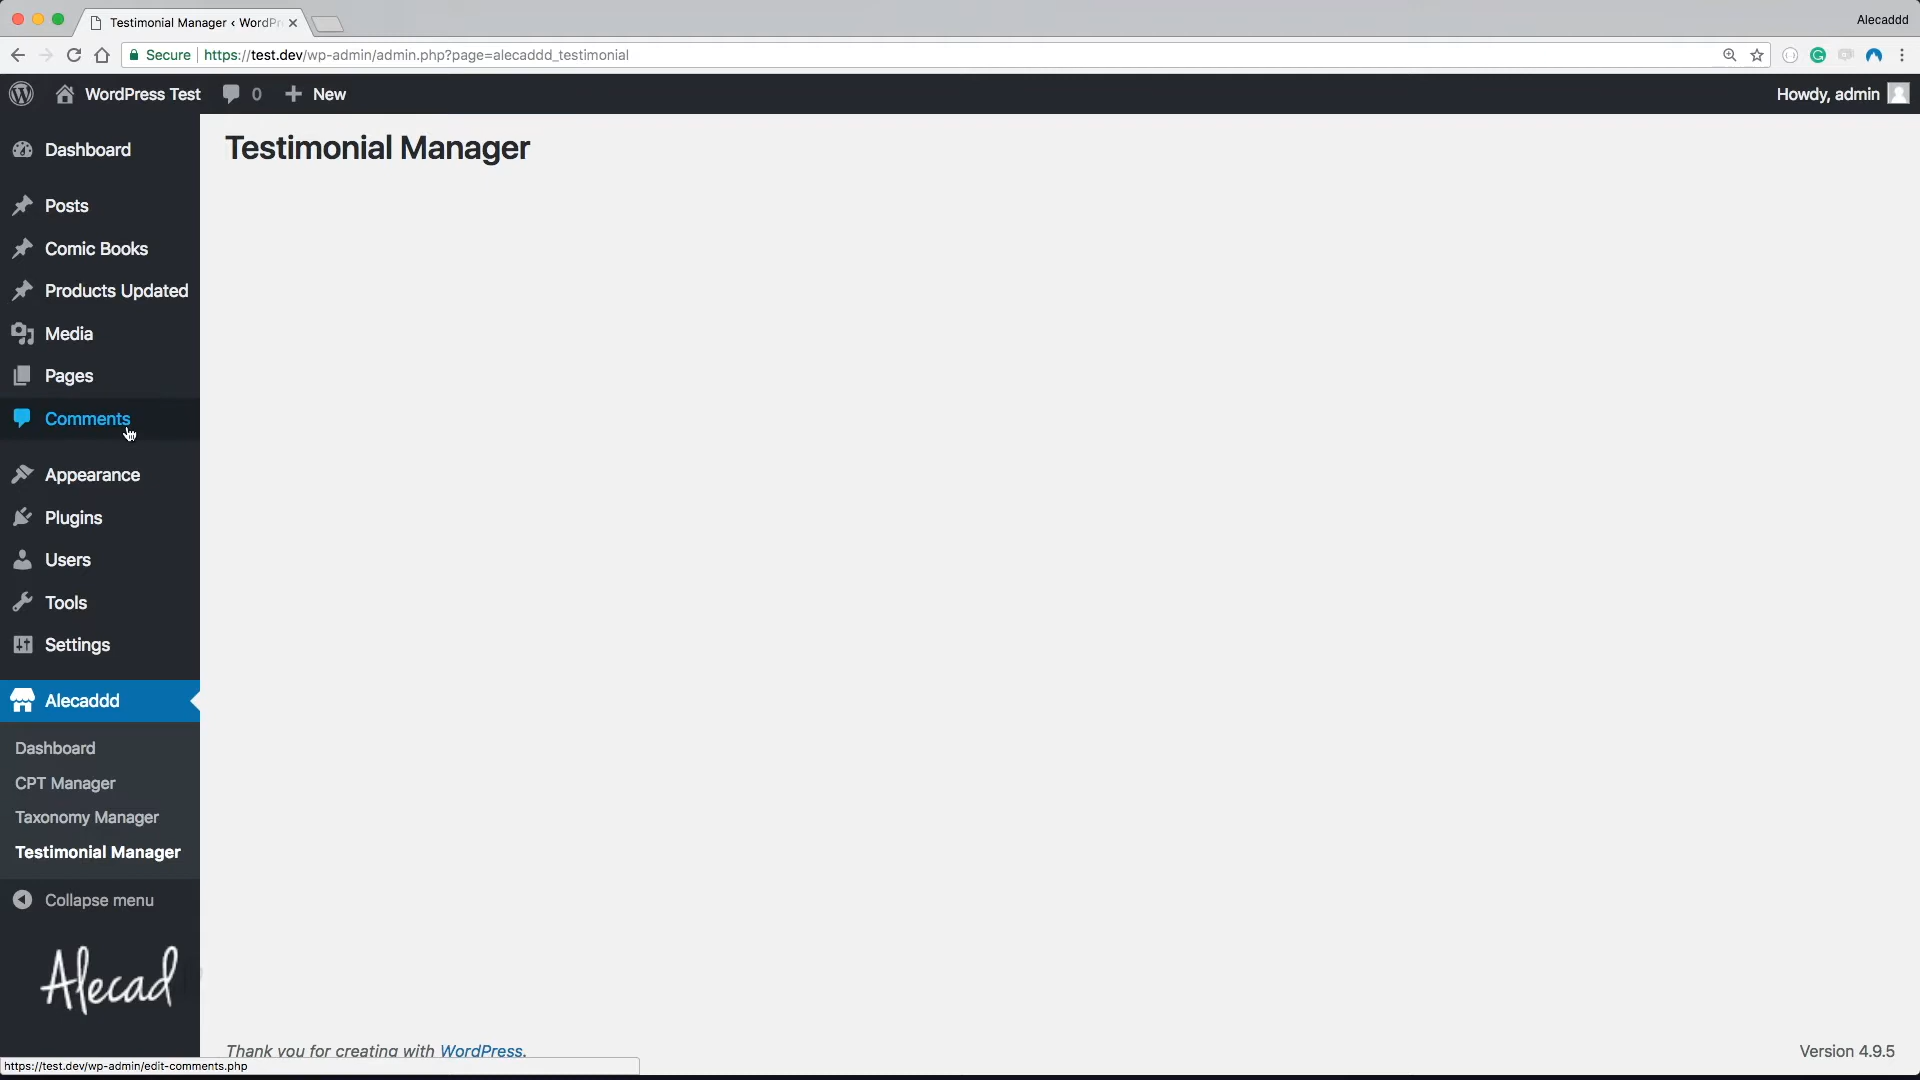 Testimonial Manager ‹ WordPr
Alecaddd
Secure https://test.dev/wp-admin/admin.php?page=alecaddd_testimonial
WordPress Test 0 New
Howdy, admin
Testimonial Manager
Dashboard
Posts
Comic Books
Products Updated
Media
Pages
Comments
Appearance
Plugins
Users
Tools
Settings
Alecaddd
Dashboard
CPT Manager
Taxonomy Manager
Testimonial Manager
Collapse menu
Alecad
Thank you for creating with WordPress.
Version 4.9.5
https://test.dev/wp-admin/edit-comments.php